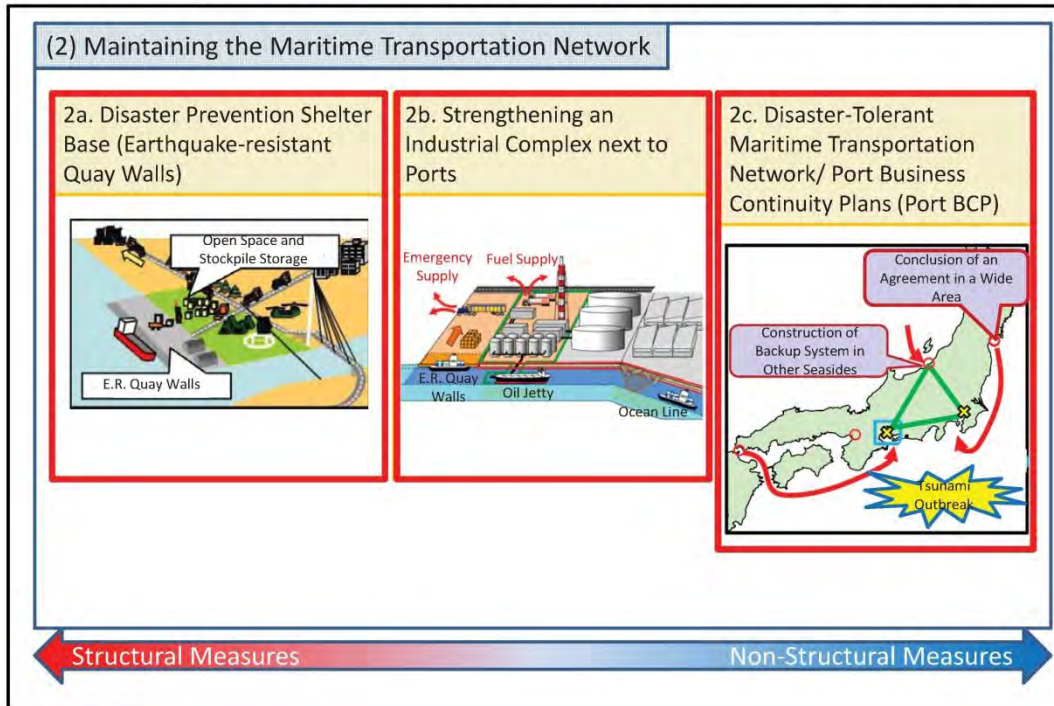 (2) Maintaining the Maritime Transportation Network
2a. Disaster Prevention Shelter
Base (Earthquake-resistant
Quay Walls)
Open Space and
Stockpile Storage
E.R. Quay Walls
2b. Strengthening an
Industrial Complex next to
Ports
Emergency
Supply
Fuel Supply
E.R. Quay
Walls
Oil Jetty
Ocean Line
2c. Disaster-Tolerant
Maritime Transportation
Network/ Port Business
Continuity Plans (Port BCP)
Conclusion of an
Agreement in a Wide
Area
Construction of
Backup System in
Other Seasides
Tsunami
Outbreak
Structural Measures
Non-Structural Measures